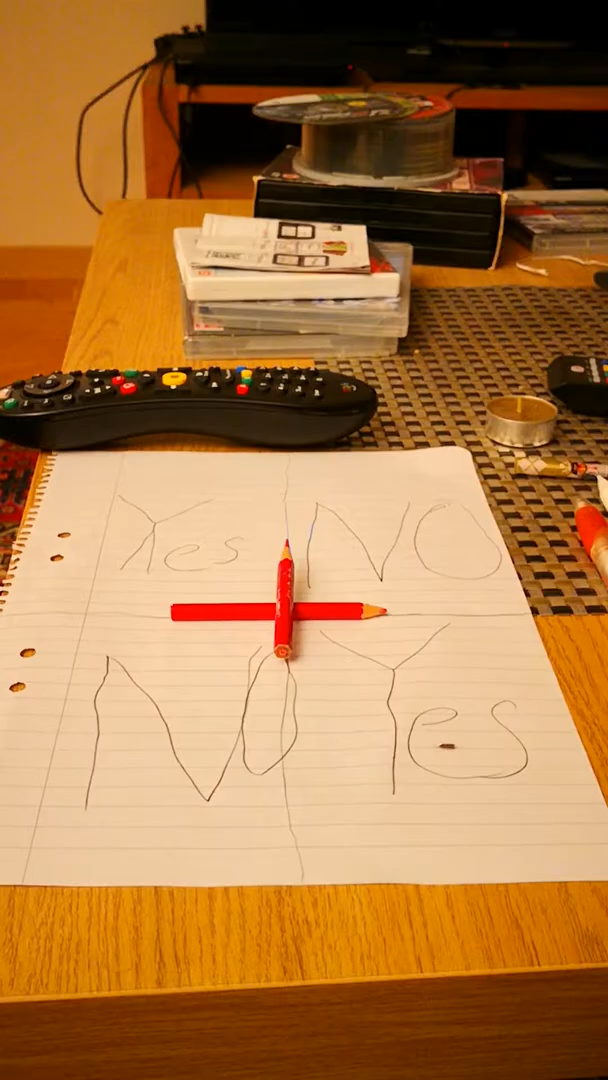 Yes NO
NO Yes